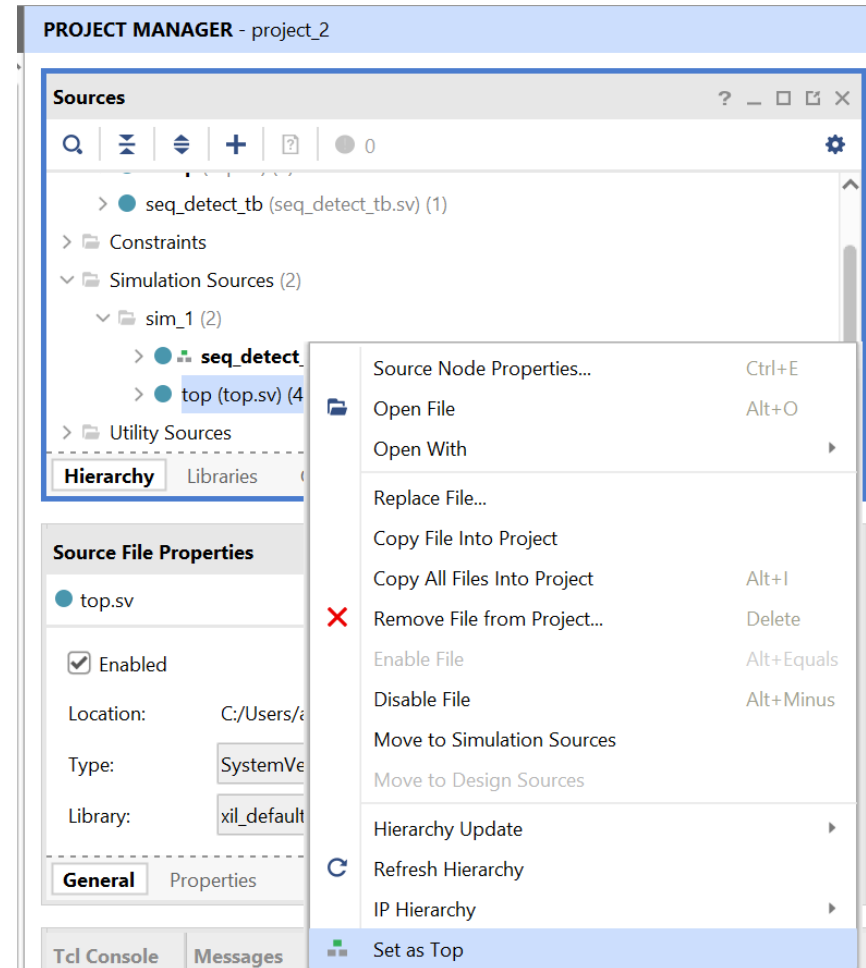 PROJECT MANAGER - project_2
Sources
? _
0
seq_detect_tb (seq_detect_tb.sv) (1)
Constraints
Simulation Sources (2)
sim_1 (2)
seq_detect_
top (top.sv) (4
Utility Sources
Hierarchy Libraries
Source File Properties
top.sv
Enabled
Location: C:/Users/a
Type: SystemVe
Library: xil_default
General Properties
Tcl Console Messages
Source Node Properties... Ctrl+E
Open File Alt+O
Open With
Replace File...
Copy File Into Project
Copy All Files Into Project Alt+I
Remove File from Project... Delete
Enable File Alt+Equals
Disable File Alt+Minus
Move to Simulation Sources
Move to Design Sources
Hierarchy Update
Refresh Hierarchy
IP Hierarchy
Set as Top